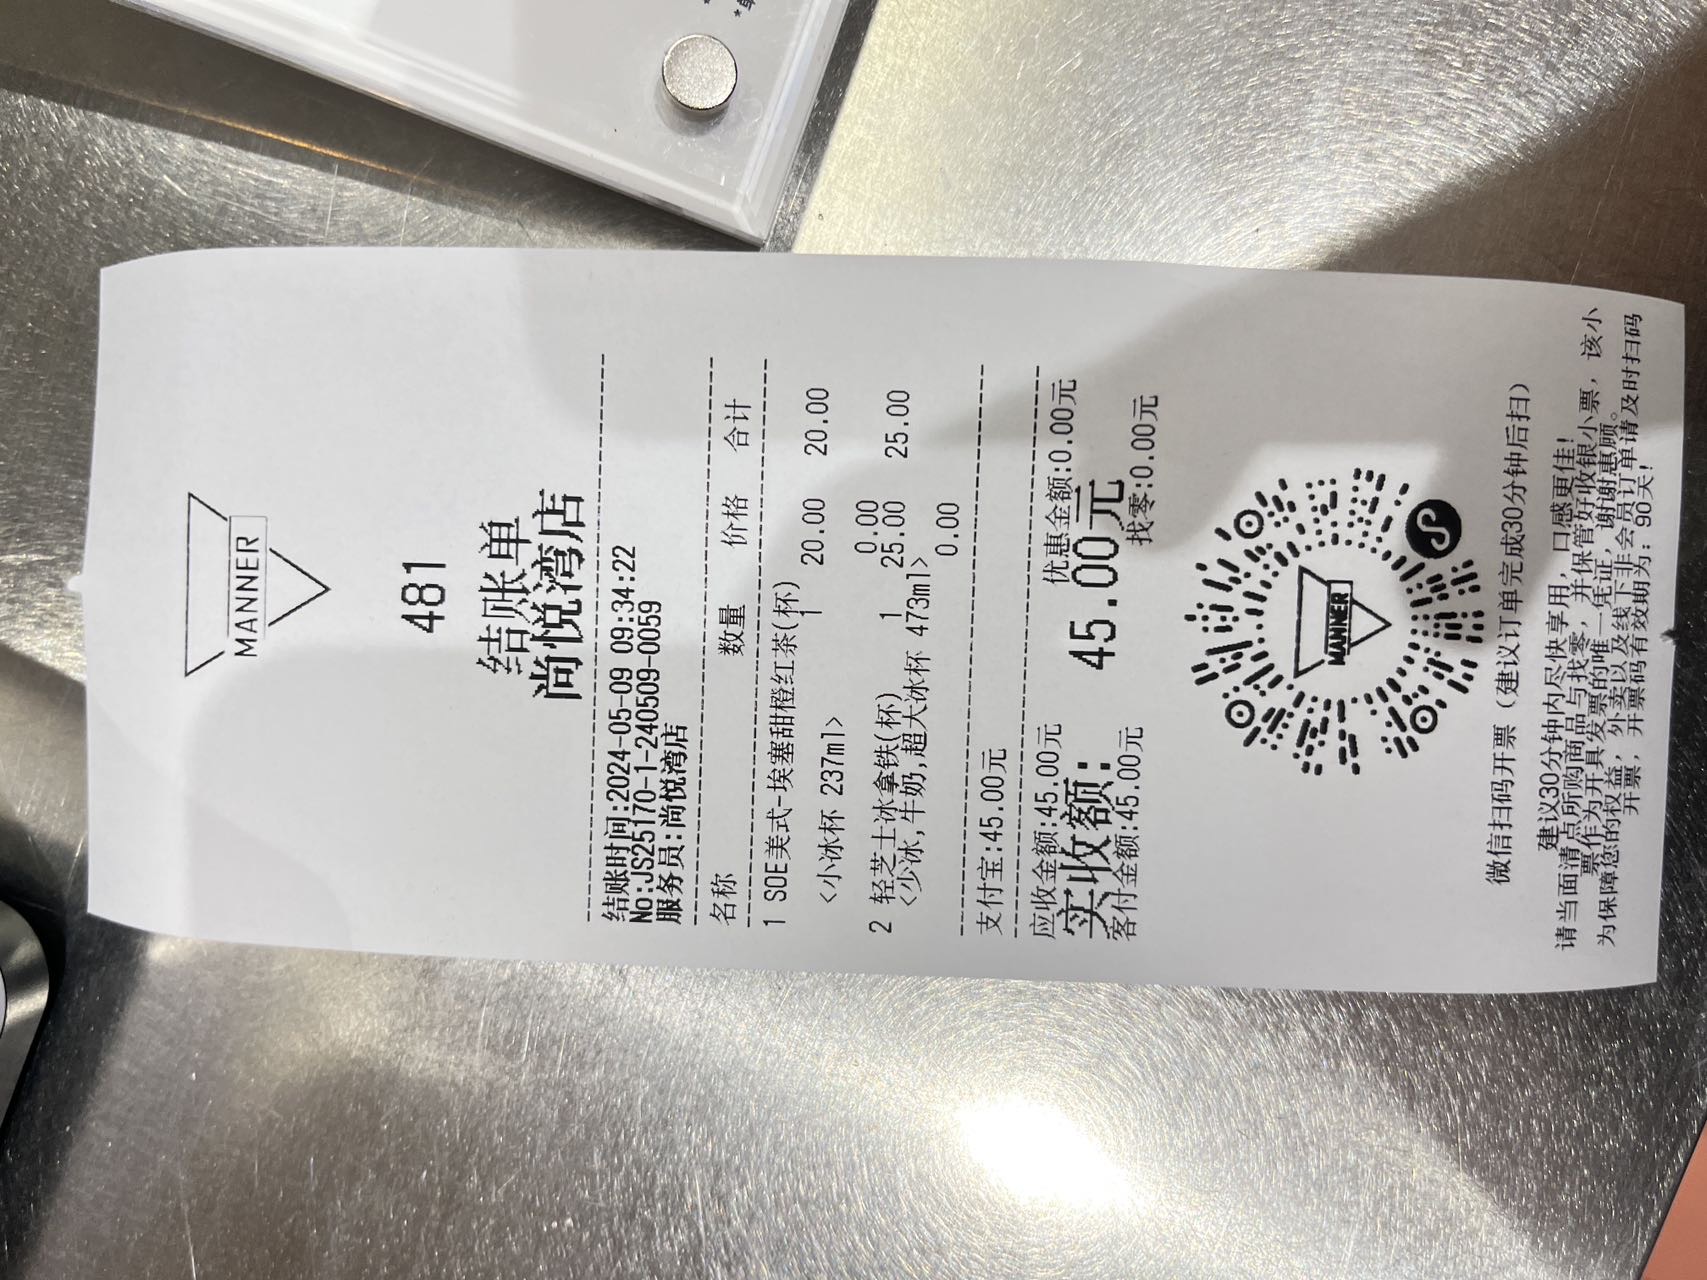 MANNER
481
结账单
尚悦湾店
结账时间:2024-05-09 09:34:22
No:JS25170-1-240509-0059
服务员:尚悦湾店
名称 数量 价格 合计
1 SOE美式-埃塞甜橙红茶(杯)
1 20.00 20.00
<小冰杯 237ml>
0.00
2 轻芝士冰拿铁(杯)
1 25.00 25.00
<少冰,牛奶,超大冰杯 473ml>
0.00
支付宝:45.00元
应收金额:45.00元 优惠金额:0.00元
实收额: 45.00元
客付金额:45.00元 找零:0.00元
MANNER
微信扫码开票（建议订单完成30分钟后扫）
建议30分钟内尽快享用，口感更佳!
请当面清点所购商品与找零，并保管好收银小票，该小
票作为开具发票的唯一凭证，谢谢惠顾。
为保障您的权益，外卖以及线下非会员订单请及时扫码
开票，开票码有效期为：90天!